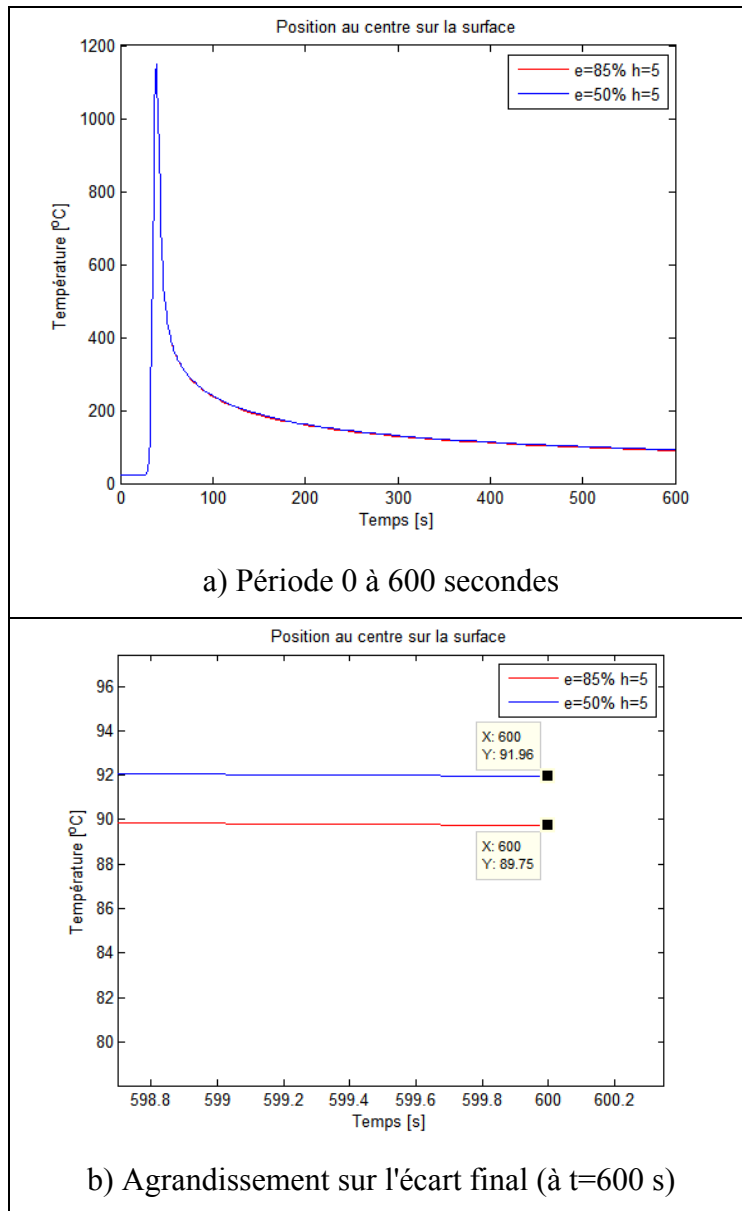 Position au centre sur la surface
1200
1000
800
600
400
200
0
Température [ºC]
e=85% h=5
e=50% h=5
0 100 200 300 400 500 600
Temps [s]
a) Période 0 à 600 secondes
Position au centre sur la surface
96
94
92
90
88
86
84
82
80
Température [ºC]
e=85% h=5
e=50% h=5
X: 600
Y: 91.96
X: 600
Y: 89.75
598.8 599 599.2 599.4 599.6 599.8 600 600.2
Temps [s]
b) Agrandissement sur l'écart final (à t=600 s)